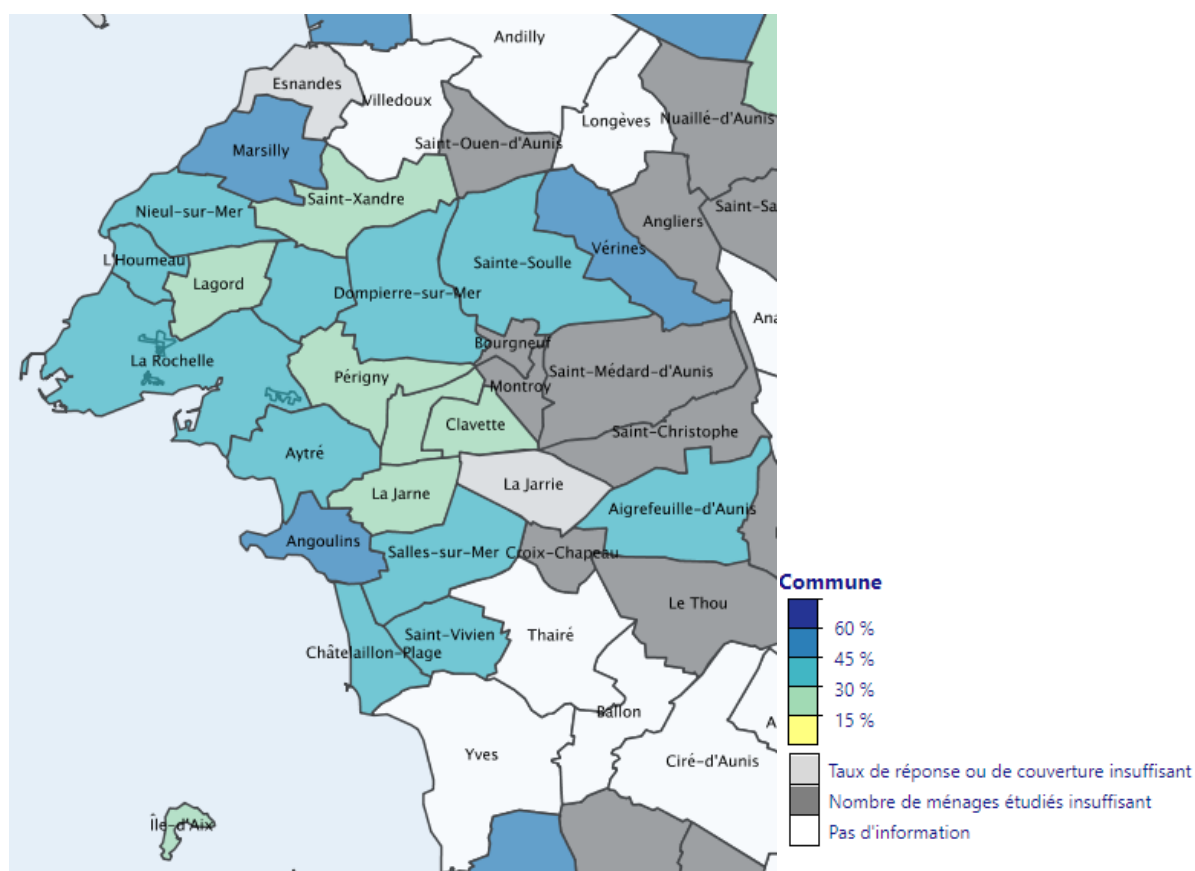 Andilly
Esnandes
Villedoux
Longèves
Nuaillé-d'Aunis
Saint-Ouen-d'Aunis
Marsilly
Saint-Xandre
Saint-Sa
Nieul-sur-Mer
Angliers
Vérines
L'Houmeau
Sainte-Soulle
Lagord
Dompierre-sur-Mer
Ana
Bourgneuf
La Rochelle
Saint-Médard-d'Aunis
Périgny
Montroy
Clavette
Saint-Christophe
Aytré
La Jarrie
La Jarne
Aigrefeuille-d'Aunis
Angoulins
Salles-sur-Mer
Croix-Chapeau
Le Thou
Saint-Vivien
Thairé
Châtelaillon-Plage
Ballon
A
Yves
Ciré-d'Aunis
Île-d'Aix
Commune
60 %
45 %
30 %
15 %
Taux de réponse ou de couverture insuffisant
Nombre de ménages étudiés insuffisant
Pas d'information